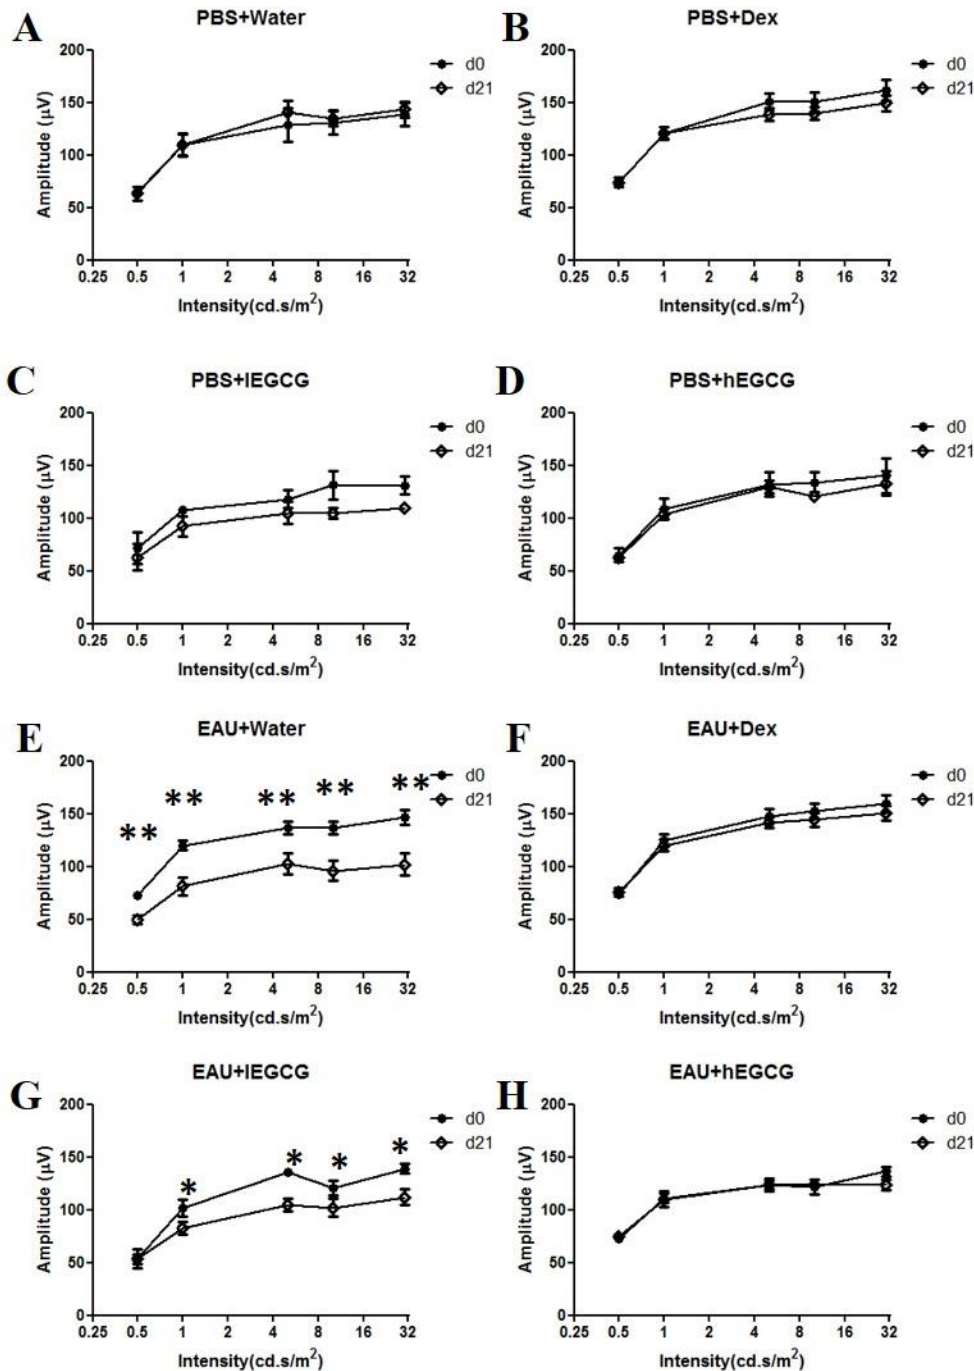 A
PBS+Water
200
150
100
50
0
Amplitude (µV)
0.25 0.5 1 2 4 8 16 32
Intensity(cd.s/m²)
d0
d21
B
PBS+Dex
200
150
100
50
0
Amplitude (µV)
0.25 0.5 1 2 4 8 16 32
Intensity(cd.s/m²)
d0
d21
C
PBS+lEGCG
200
150
100
50
0
Amplitude (µV)
0.25 0.5 1 2 4 8 16 32
Intensity(cd.s/m²)
d0
d21
D
PBS+hEGCG
200
150
100
50
0
Amplitude (µV)
0.25 0.5 1 2 4 8 16 32
Intensity(cd.s/m²)
d0
d21
E
EAU+Water
200
150
100
50
0
Amplitude (µV)
** ** ** ** **
0.25 0.5 1 2 4 8 16 32
Intensity(cd.s/m²)
d0
d21
F
EAU+Dex
200
150
100
50
0
Amplitude (µV)
0.25 0.5 1 2 4 8 16 32
Intensity(cd.s/m²)
d0
d21
G
EAU+lEGCG
200
150
100
50
0
Amplitude (µV)
* * * *
0.25 0.5 1 2 4 8 16 32
Intensity(cd.s/m²)
d0
d21
H
EAU+hEGCG
200
150
100
50
0
Amplitude (µV)
0.25 0.5 1 2 4 8 16 32
Intensity(cd.s/m²)
d0
d21